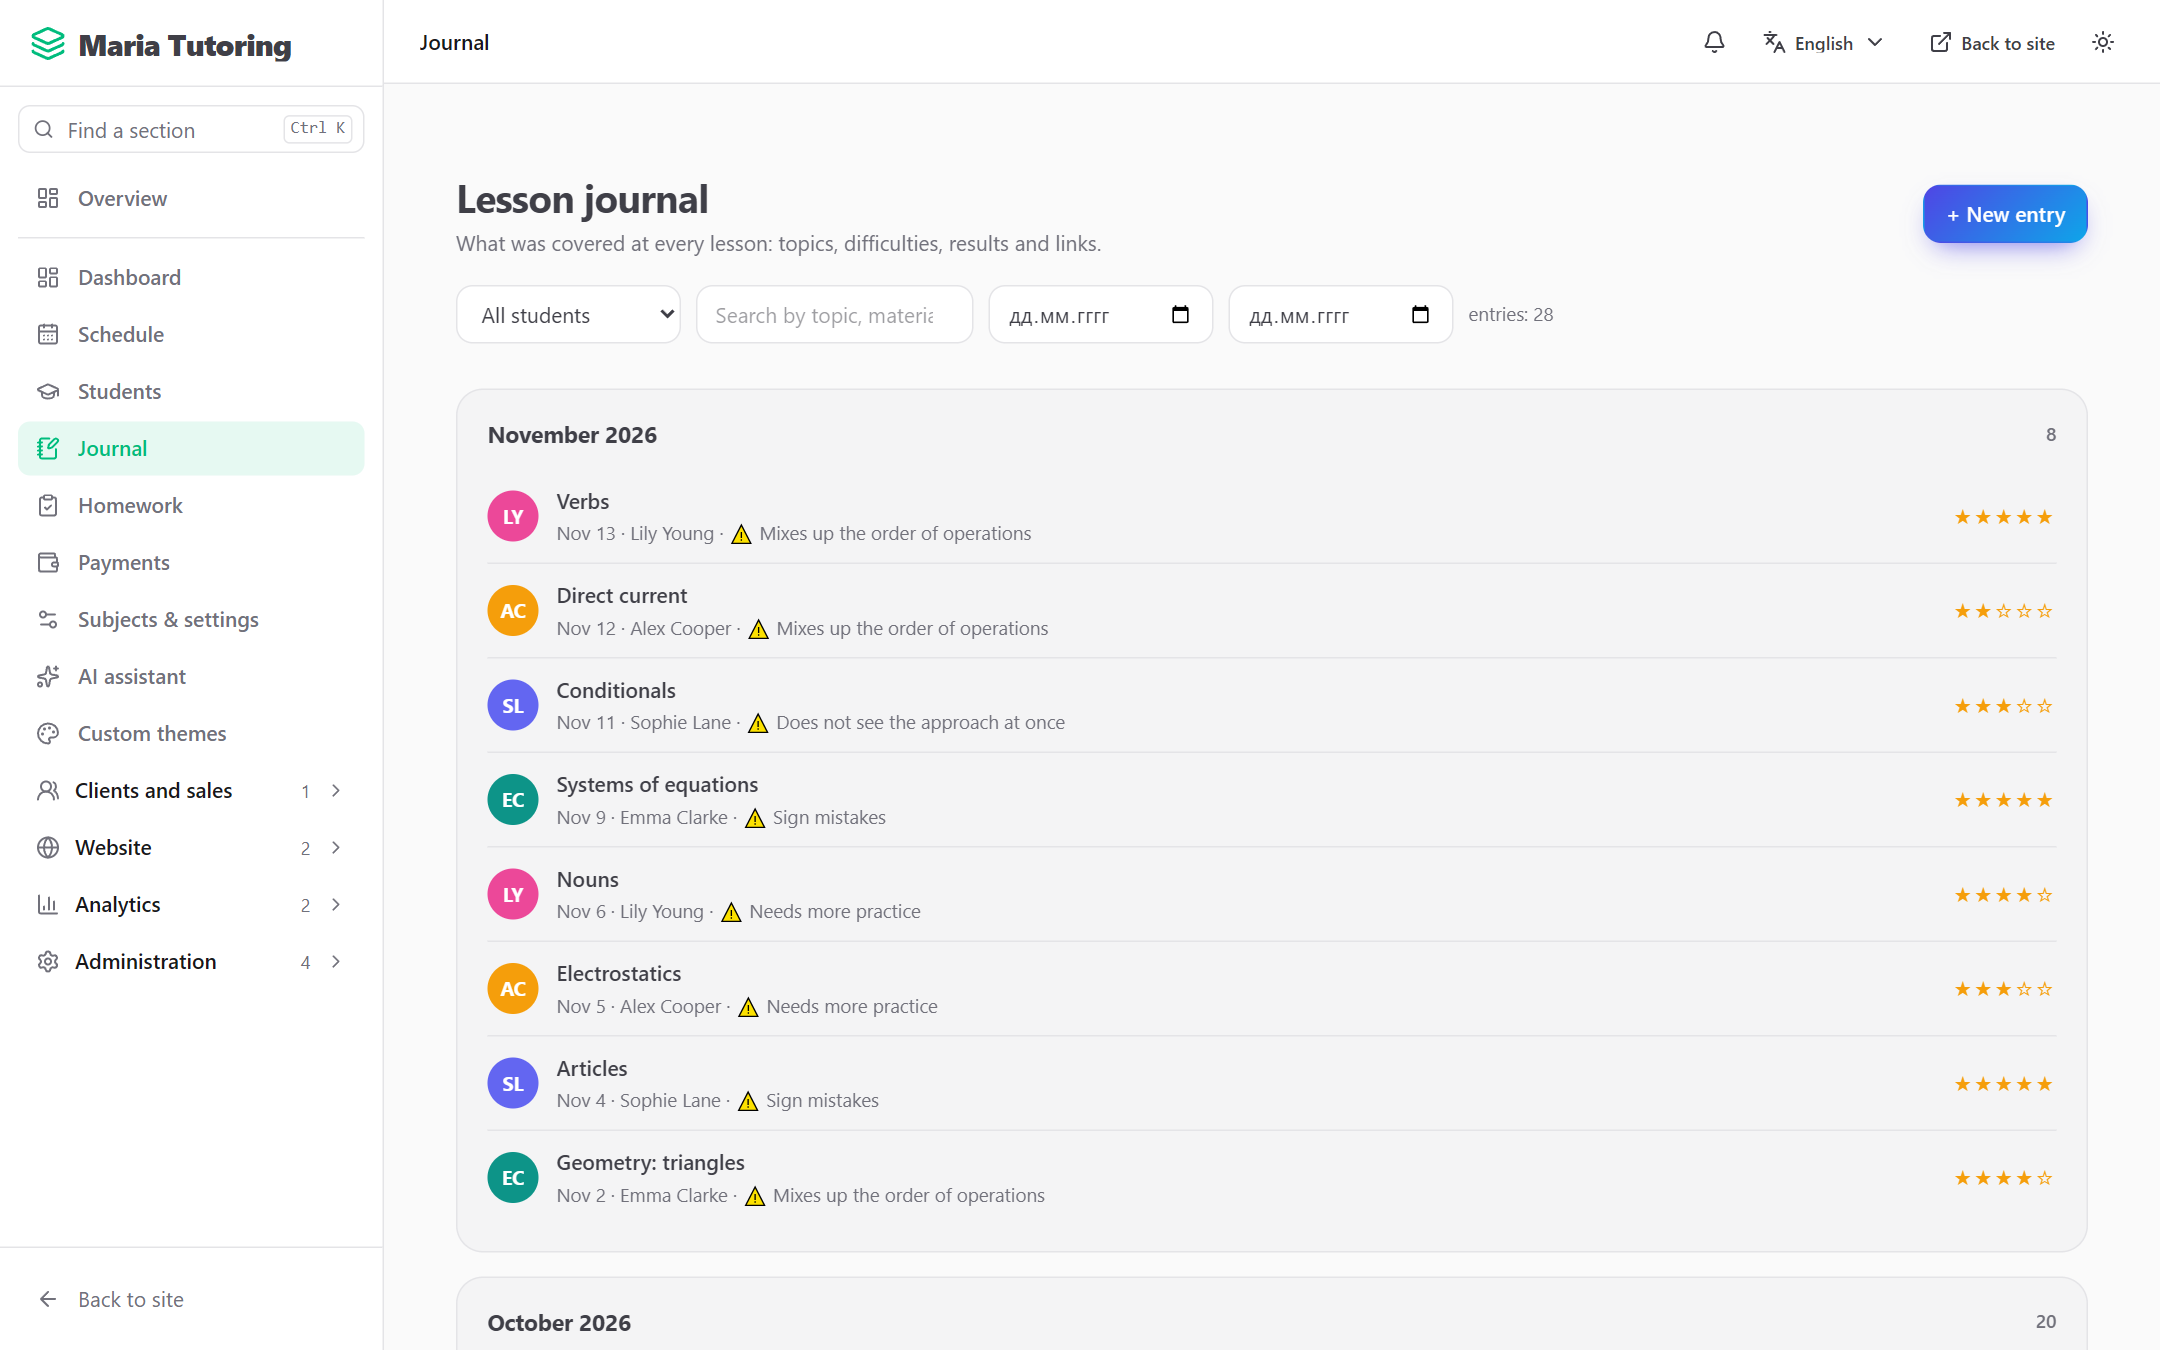 Maria Tutoring
Find a section
Ctrl K
Overview
Dashboard
Schedule
Students
Journal
Homework
Payments
Subjects & settings
AI assistant
Custom themes
Clients and sales 1
Website 2
Analytics 2
Administration 4
Back to site
Journal
English
Back to site
Lesson journal
What was covered at every lesson: topics, difficulties, results and links.
+ New entry
All students
Search by topic, materia
дд.мм.гггг
дд.мм.гггг
entries: 28
November 2026
8
LY
Verbs
Nov 13 · Lily Young · ⚠ Mixes up the order of operations
★★★★★
AC
Direct current
Nov 12 · Alex Cooper · ⚠ Mixes up the order of operations
★★☆☆☆
SL
Conditionals
Nov 11 · Sophie Lane · ⚠ Does not see the approach at once
★★★☆☆
EC
Systems of equations
Nov 9 · Emma Clarke · ⚠ Sign mistakes
★★★★★
LY
Nouns
Nov 6 · Lily Young · ⚠ Needs more practice
★★★★☆
AC
Electrostatics
Nov 5 · Alex Cooper · ⚠ Needs more practice
★★★☆☆
SL
Articles
Nov 4 · Sophie Lane · ⚠ Sign mistakes
★★★★★
EC
Geometry: triangles
Nov 2 · Emma Clarke · ⚠ Mixes up the order of operations
★★★★☆
October 2026
20